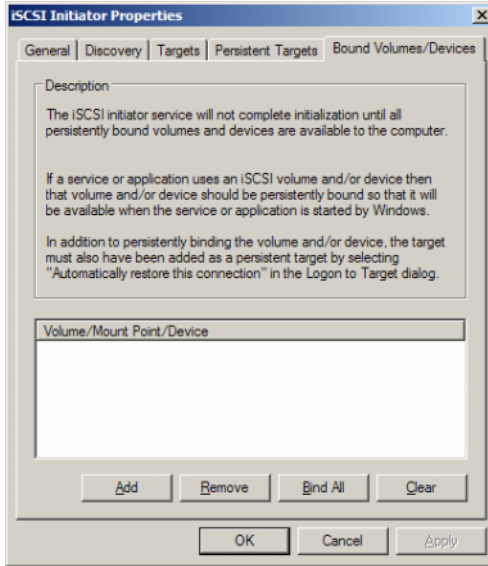 iSCSI Initiator Properties
General Discovery Targets Persistent Targets Bound Volumes/Devices
Description
The iSCSI initiator service will not complete initialization until all
persistently bound volumes and devices are available to the computer.
If a service or application uses an iSCSI volume and/or device then
that volume and/or device should be persistently bound so that it will
be available when the service or application is started by Windows.
In addition to persistently binding the volume and/or device, the target
must also have been added as a persistent target by selecting
"Automatically restore this connection" in the Logon to Target dialog.
Volume/Mount Point/Device
Add Remove Bind All Clear
OK Cancel Apply